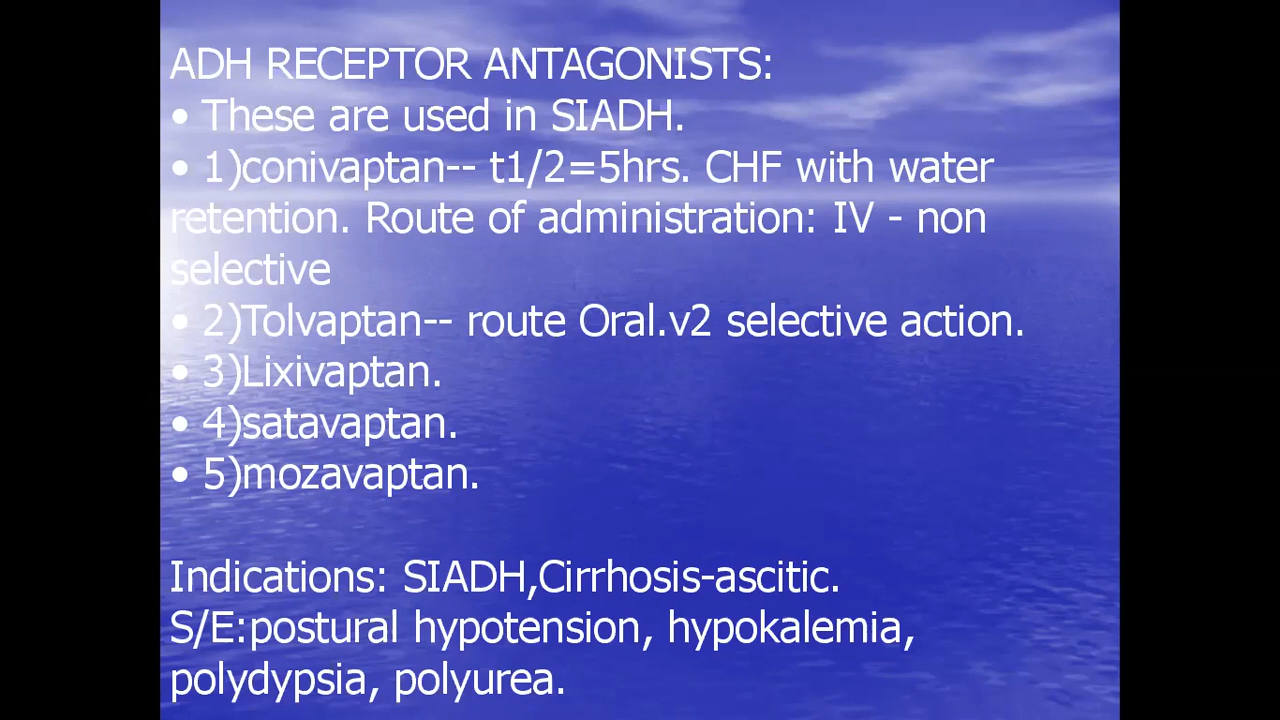 ADH RECEPTOR ANTAGONISTS:
• These are used in SIADH.
• 1)conivaptan-- t1/2=5hrs. CHF with water
retention. Route of administration: IV - non
selective
• 2)Tolvaptan-- route Oral.v2 selective action.
• 3)Lixivaptan.
• 4)satavaptan.
• 5)mozavaptan.
Indications: SIADH,Cirrhosis-ascitic.
S/E:postural hypotension, hypokalemia,
polydypsia, polyurea.